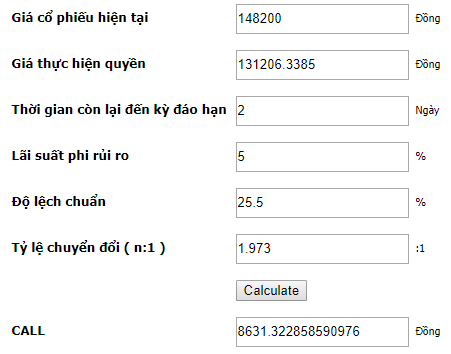 Giá cổ phiếu hiện tại 148200 Đồng
Giá thực hiện quyền 131206.3385 Đồng
Thời gian còn lại đến kỳ đáo hạn 2 Ngày
Lãi suất phi rủi ro 5 %
Độ lệch chuẩn 25.5 %
Tỷ lệ chuyển đổi ( n:1 ) 1.973 :1
Calculate
CALL 8631.322858590976 Đồng